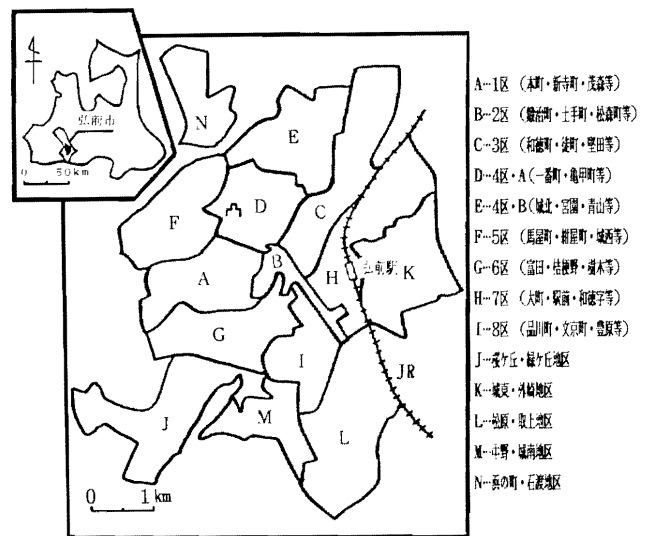 弘前市
0 50km
N
E
D
C
F
B
弘前駅
A
H
K
G
I
JR
J
M
L
0 1km
A…1区 (本町・新寺町・茂森等)
B…2区 (鍛治町・土手町・松森町等)
C…3区 (和徳町・徒町・堅田等)
D…4区・A(一番町・亀甲町等)
E…4区・B(城北・宮園・青山等)
F…5区 (馬屋町・紺屋町・城西等)
G…6区 (富田・桔梗野・樹木等)
H…7区 (大町・駅前・和徳字等)
I…8区 (品川町・文京町・豊原等)
J…桜ケ丘・緑ケ丘地区
K…城東・外崎地区
L…松原・取上地区
M…中野・城南地区
N…浜の町・石渡地区